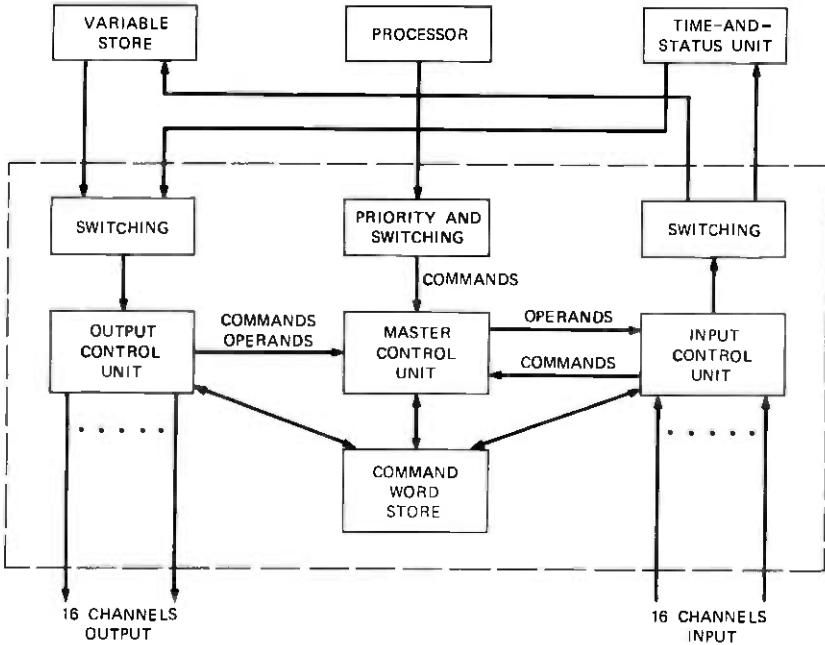 VARIABLE
STORE
PROCESSOR
TIME-AND-
STATUS UNIT
SWITCHING
PRIORITY AND
SWITCHING
SWITCHING
COMMANDS
OUTPUT
CONTROL
UNIT
COMMANDS
OPERANDS
MASTER
CONTROL
UNIT
OPERANDS
COMMANDS
INPUT
CONTROL
UNIT
COMMAND
WORD
STORE
16 CHANNELS
OUTPUT
16 CHANNELS
INPUT